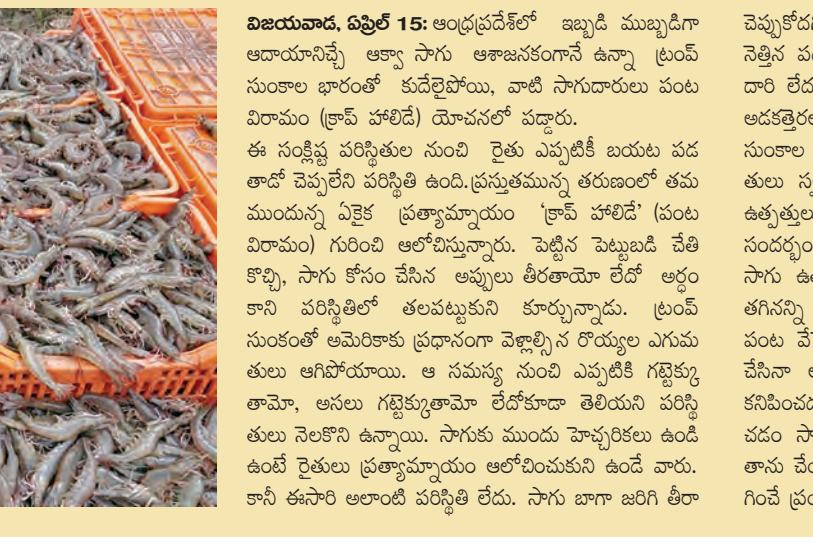 విజయవాడ, ఏప్రిల్ 15: ఆంధ్రప్రదేశ్‌లో ఇబ్బడి ముబ్బడిగా
ఆదాయానిచ్చే ఆక్వా సాగు ఆశాజనకంగానే ఉన్నా ట్రంప్
సుంకాల భారంతో కుదేలైపోయి, వాటి సాగుదారులు పంట
విరామం (క్రాప్ హాలిడే) యోచనలో పడ్డారు.
ఈ సంక్లిష్ట పరిస్థితుల నుంచి రైతు ఎప్పటికీ బయట పడ
తాడో చెప్పలేని పరిస్థితి ఉంది.ప్రస్తుతమున్న తరుణంలో తమ
ముందున్న ఏకైక ప్రత్యామ్నాయం ‘క్రాప్ హాలిడే’ (పంట
విరామం) గురించి ఆలోచిస్తున్నారు. పెట్టిన పెట్టుబడి చేతి
కొచ్చి, సాగు కోసం చేసిన అప్పులు తీరతాయో లేదో అర్ధం
కాని పరిస్థితిలో తలపట్టుకుని కూర్చున్నాడు. ట్రంప్
సుంకంతో అమెరికాకు ప్రధానంగా వెళ్లాల్సిన రొయ్యల ఎగుమ
తులు ఆగిపోయాయి. ఆ సమస్య నుంచి ఎప్పటికి గట్టెక్కు
తామో, అసలు గట్టెక్కుతామో లేదోకూడా తెలియని పరిస్థి
తులు నెలకొని ఉన్నాయి. సాగుకు ముందు హెచ్చరికలు ఉండి
ఉంటే రైతులు ప్రత్యామ్నాయం ఆలోచించుకుని ఉండే వారు.
కానీ ఈసారి అలాంటి పరిస్థితి లేదు. సాగు బాగా జరిగి తీరా
నెత్తిన
దారి
సుంకాల
తులు
సాగు
తగినన్ని
పంట
చేసినా
చడం
తాను
గించే